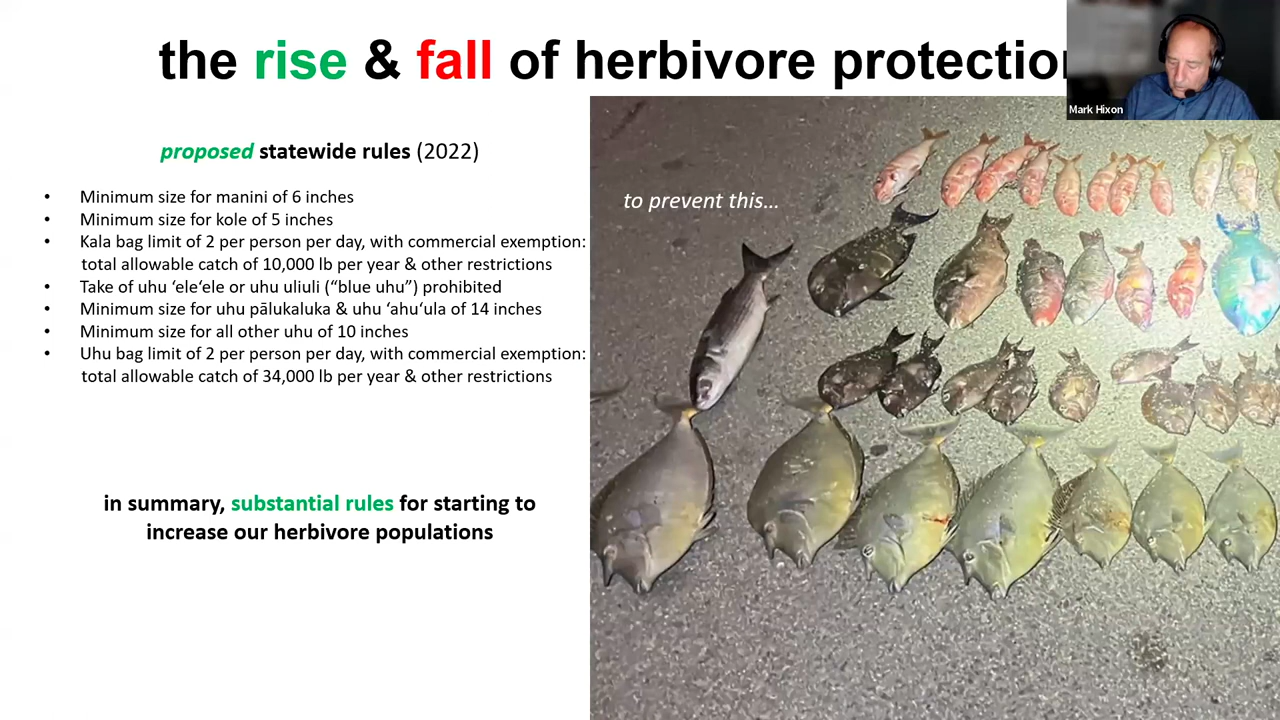 the rise & fall of herbivore protection
Mark Hixon
proposed statewide rules (2022)
• Minimum size for manini of 6 inches
• Minimum size for kole of 5 inches
• Kala bag limit of 2 per person per day, with commercial exemption:
total allowable catch of 10,000 lb per year & other restrictions
• Take of uhu ‘ele‘ele or uhu uliuli (“blue uhu”) prohibited
• Minimum size for uhu pālukaluka & uhu ‘ahu‘ula of 14 inches
• Minimum size for all other uhu of 10 inches
• Uhu bag limit of 2 per person per day, with commercial exemption:
total allowable catch of 34,000 lb per year & other restrictions
to prevent this…
in summary, substantial rules for starting to
increase our herbivore populations